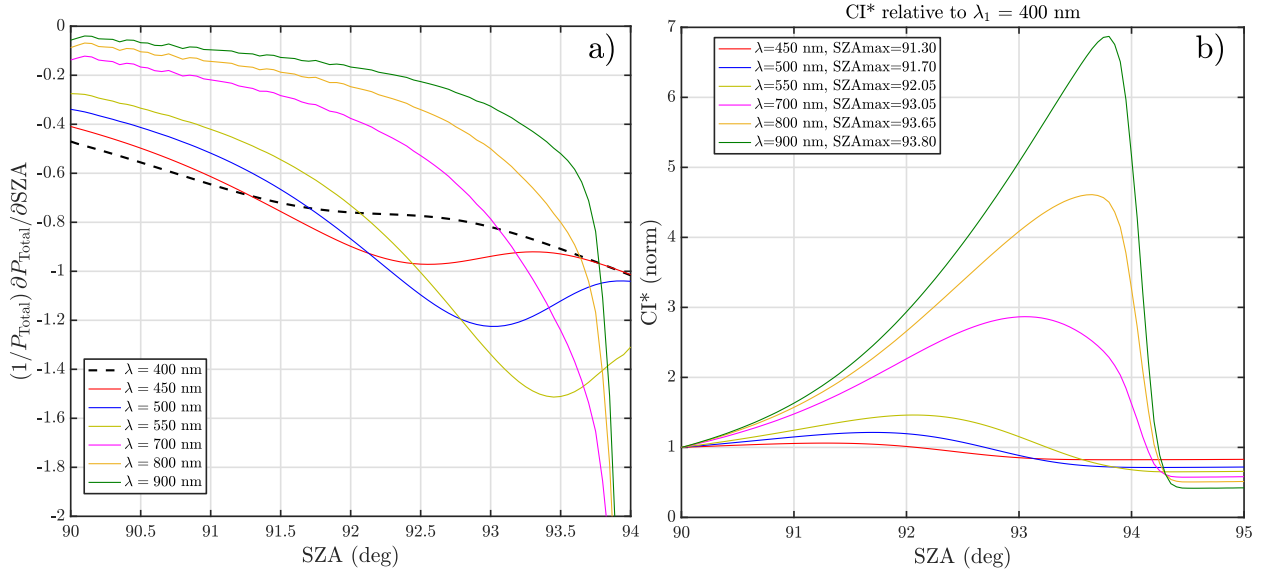 a)
0
-0.2
-0.4
-0.6
-0.8
-1
-1.2
-1.4
-1.6
-1.8
-2
(1/P_Total) ∂P_Total/∂SZA
λ = 400 nm
λ = 450 nm
λ = 500 nm
λ = 550 nm
λ = 700 nm
λ = 800 nm
λ = 900 nm
90 90.5 91 91.5 92 92.5 93 93.5 94
SZA (deg)
CI* relative to λ₁ = 400 nm
b)
7
6
5
4
3
2
1
0
CI* (norm)
λ=450 nm, SZAmax=91.30
λ=500 nm, SZAmax=91.70
λ=550 nm, SZAmax=92.05
λ=700 nm, SZAmax=93.05
λ=800 nm, SZAmax=93.65
λ=900 nm, SZAmax=93.80
90 91 92 93 94 95
SZA (deg)